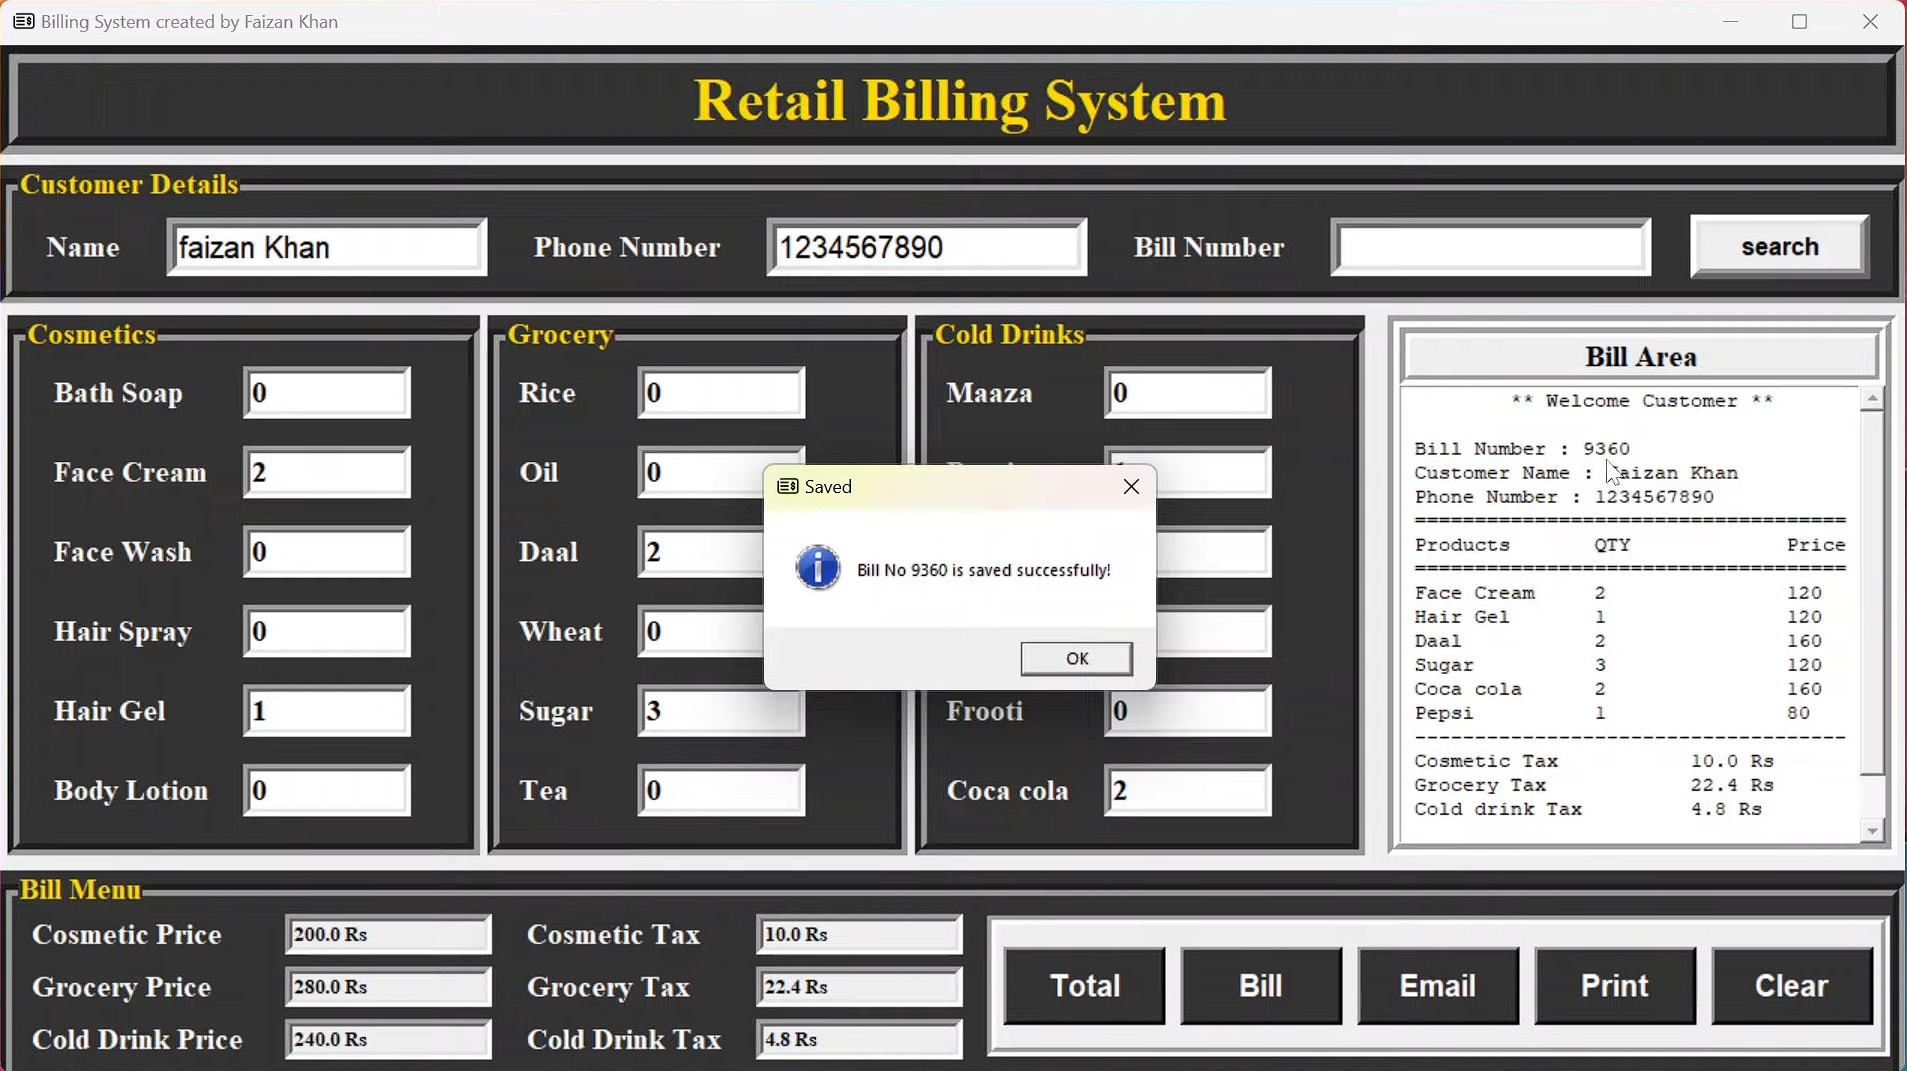 Billing System created by Faizan Khan
Retail Billing System
Customer Details
Name faizan Khan Phone Number 1234567890 Bill Number search
Cosmetics
Bath Soap 0
Face Cream 2
Face Wash 0
Hair Spray 0
Hair Gel 1
Body Lotion 0
Grocery
Rice 0
Oil 0
Daal 2
Wheat 0
Sugar 3
Tea 0
Cold Drinks
Maaza 0
Frooti 0
Coca cola 2
Saved
Bill No 9360 is saved successfully!
OK
Bill Area
** Welcome Customer **
Bill Number : 9360
Customer Name : faizan Khan
Phone Number : 1234567890
=====================================
Products QTY Price
=====================================
Face Cream 2 120
Hair Gel 1 120
Daal 2 160
Sugar 3 120
Coca cola 2 160
Pepsi 1 80
-------------------------------------
Cosmetic Tax 10.0 Rs
Grocery Tax 22.4 Rs
Cold drink Tax 4.8 Rs
Bill Menu
Cosmetic Price 200.0 Rs Cosmetic Tax 10.0 Rs
Grocery Price 280.0 Rs Grocery Tax 22.4 Rs
Cold Drink Price 240.0 Rs Cold Drink Tax 4.8 Rs
Total Bill Email Print Clear